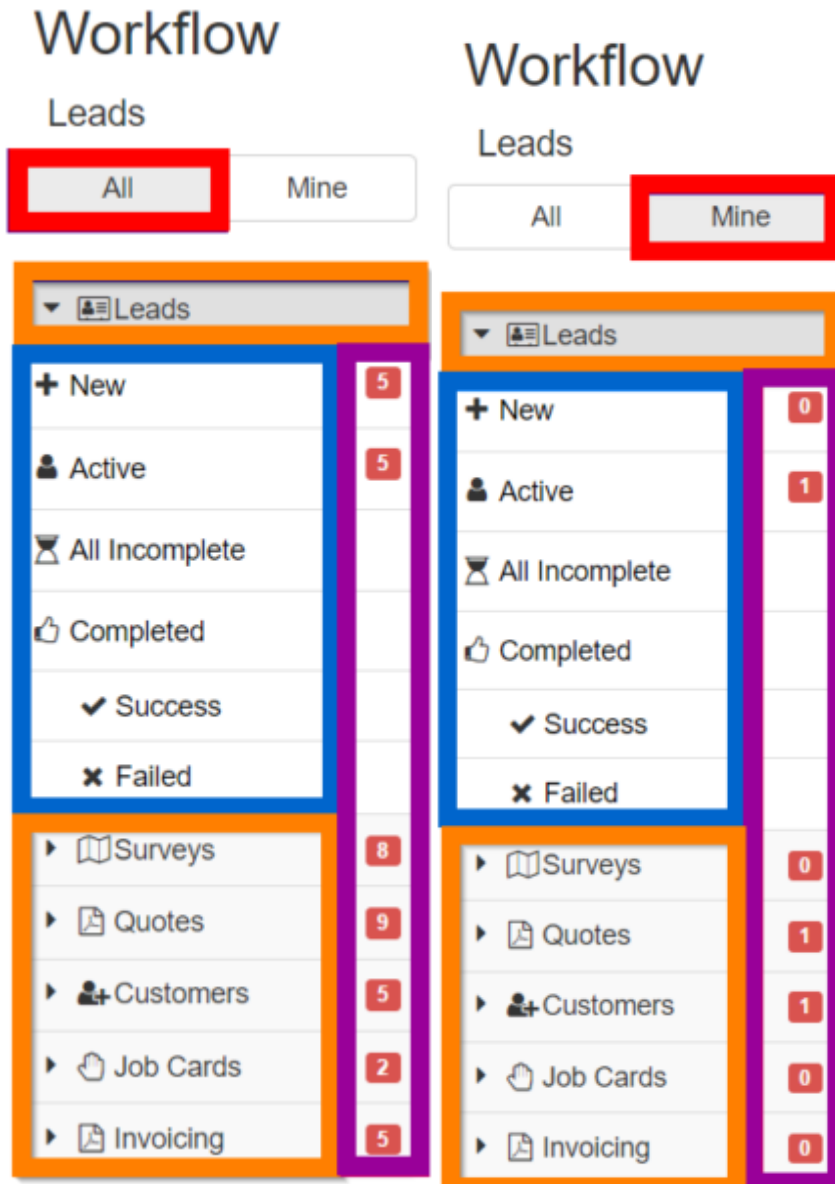 Workflow
Leads
All Mine
Leads
New 5
Active 5
All Incomplete
Completed
Success
Failed
Surveys 8
Quotes 9
Customers 5
Job Cards 2
Invoicing 5
Workflow
Leads
All Mine
Leads
New 0
Active 1
All Incomplete
Completed
Success
Failed
Surveys 0
Quotes 1
Customers 1
Job Cards 0
Invoicing 0